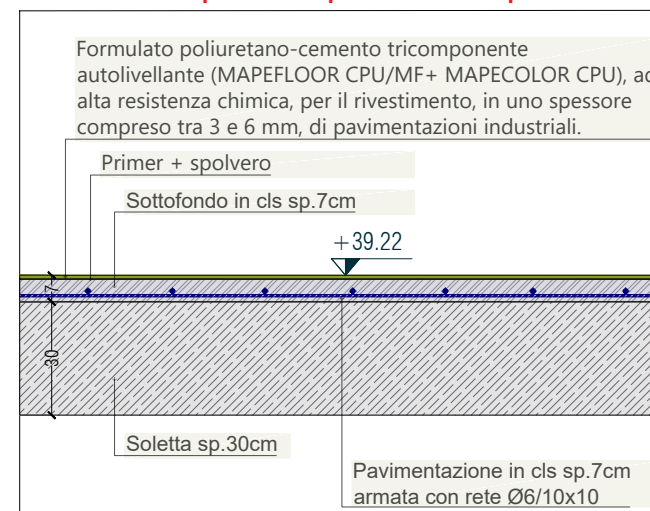 Formulato poliuretano-cemento tricomponente
autolivellante (MAPEFLOOR CPU/MF+ MAPECOLOR CPU), ad
alta resistenza chimica, per il rivestimento, in uno spessore
compreso tra 3 e 6 mm, di pavimentazioni industriali.
Primer + spolvero
Sottofondo in cls sp.7cm
+39.22
7
30
Soletta sp.30cm
Pavimentazione in cls sp.7cm
armata con rete Ø6/10x10